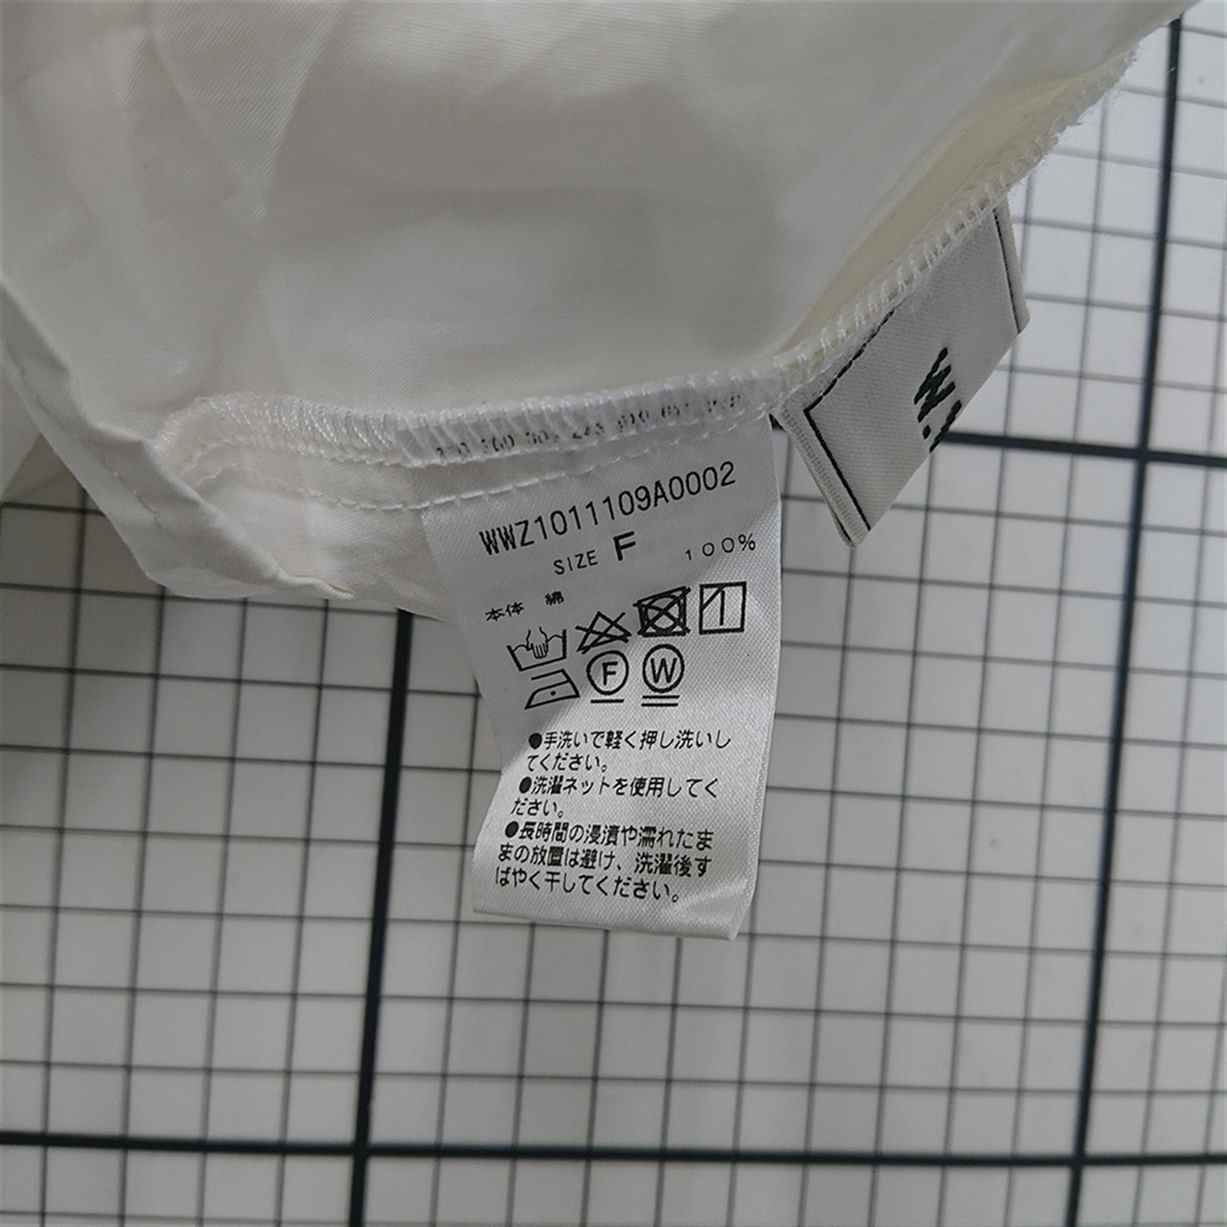 WWZ1011109A0002
SIZE F 100%
本体 綿
F W
●手洗いで軽く押し洗いし
てください。
●洗濯ネットを使用してく
ださい。
●長時間の浸漬や濡れたま
まの放置は避け、洗濯後す
ばやく干してください。
W.